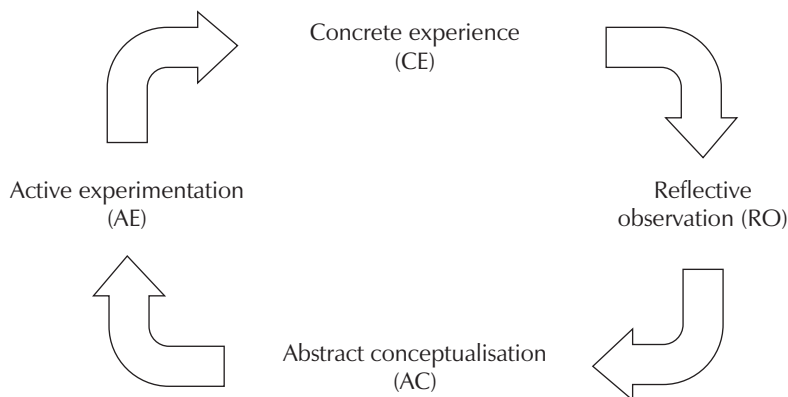 Concrete experience
(CE)
Active experimentation
(AE)
Reflective
observation (RO)
Abstract conceptualisation
(AC)